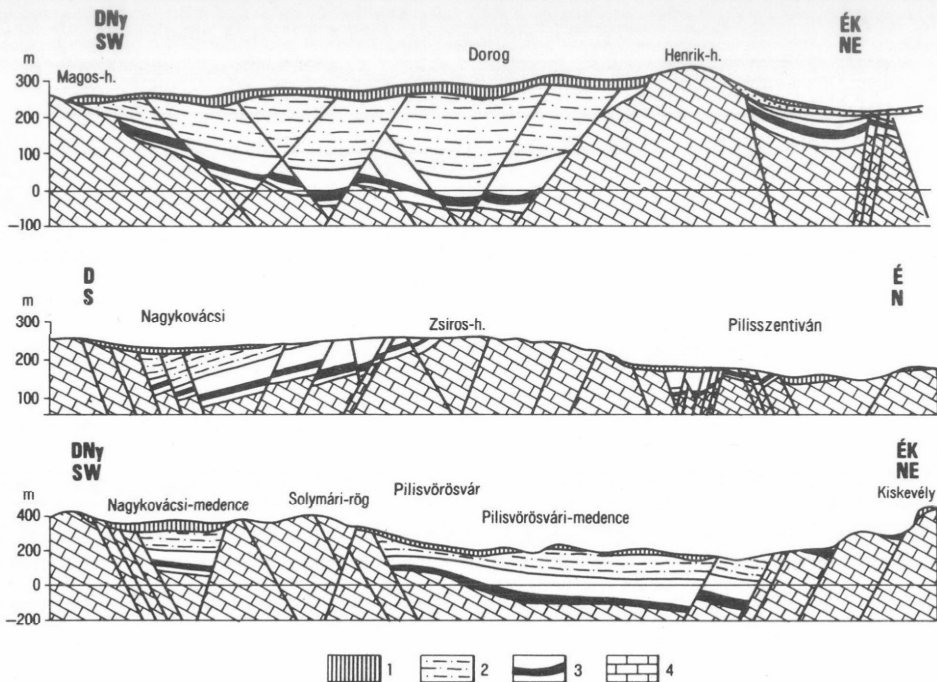 DNy ÉK
SW NE
m Dorog Henrik-h.
300 Magos-h.
200
100
0
-100
D É
S N
m Nagykovácsi Zsiros-h. Pilisszentiván
300
200
100
DNy ÉK
SW NE
m Nagykovácsi-medence Solymári-rög Pilisvörösvár Pilisvörösvári-medence Kiskevély
400
200
0
-200
1 2 3 4